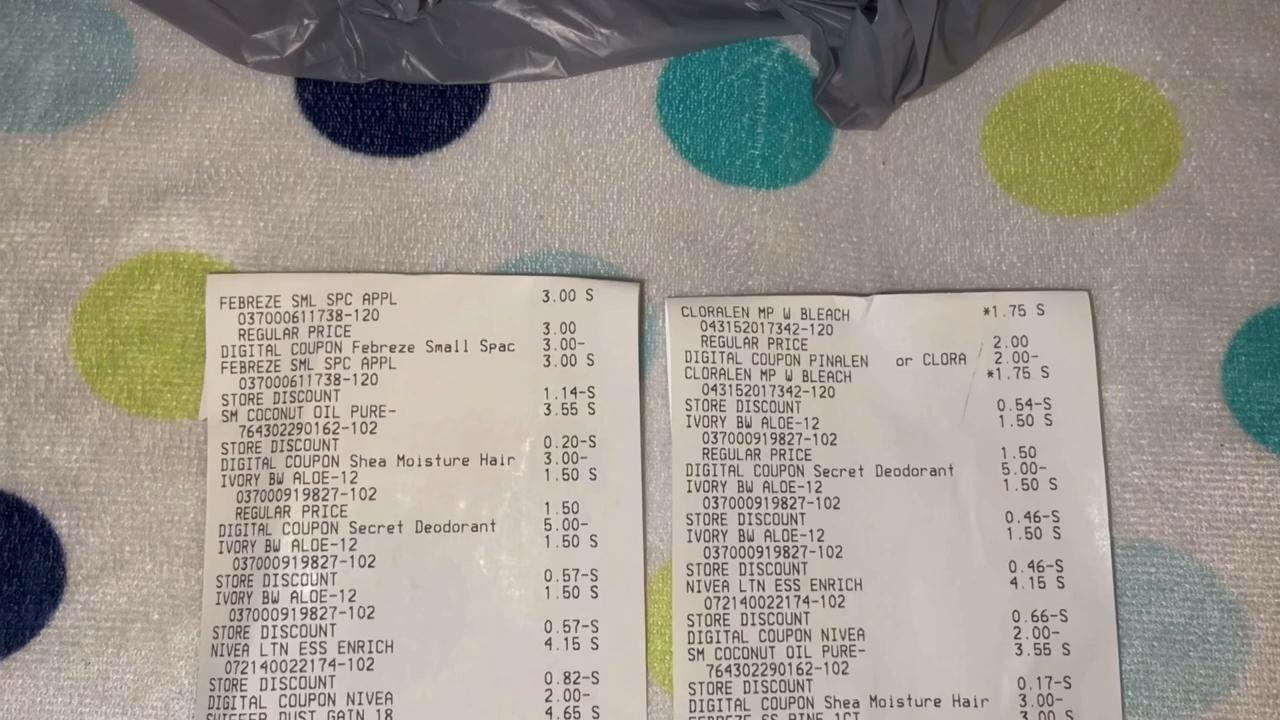 FEBREZE SML SPC APPL 3.00 S
037000611738-120
REGULAR PRICE 3.00
DIGITAL COUPON Febreze Small Spac 3.00-
FEBREZE SML SPC APPL 3.00 S
037000611738-120
STORE DISCOUNT 1.14-S
SM COCONUT OIL PURE- 3.55 S
764302290162-102
STORE DISCOUNT 0.20-S
DIGITAL COUPON Shea Moisture Hair 3.00-
IVORY BW ALOE-12 1.50 S
037000919827-102
REGULAR PRICE 1.50
DIGITAL COUPON Secret Deodorant 5.00-
IVORY BW ALOE-12 1.50 S
037000919827-102
STORE DISCOUNT 0.57-S
IVORY BW ALOE-12 1.50 S
037000919827-102
STORE DISCOUNT 0.57-S
NIVEA LTN ESS ENRICH 4.15 S
072140022174-102
STORE DISCOUNT 0.82-S
DIGITAL COUPON NIVEA 2.00-
SWIFFER DUST GAIN 18 4.65 S
CLORALEN MP W BLEACH *1.75 S
043152017342-120
REGULAR PRICE 2.00
DIGITAL COUPON PINALEN or CLORA 2.00-
CLORALEN MP W BLEACH *1.75 S
043152017342-120
STORE DISCOUNT 0.54-S
IVORY BW ALOE-12 1.50 S
037000919827-102
REGULAR PRICE 1.50
DIGITAL COUPON Secret Deodorant 5.00-
IVORY BW ALOE-12 1.50 S
037000919827-102
STORE DISCOUNT 0.46-S
IVORY BW ALOE-12 1.50 S
037000919827-102
STORE DISCOUNT 0.46-S
NIVEA LTN ESS ENRICH 4.15 S
072140022174-102
STORE DISCOUNT 0.66-S
DIGITAL COUPON NIVEA 2.00-
SM COCONUT OIL PURE- 3.55 S
764302290162-102
STORE DISCOUNT 0.17-S
DIGITAL COUPON Shea Moisture Hair 3.00-
FEBREZE SS PINE 1CT 3.00 S